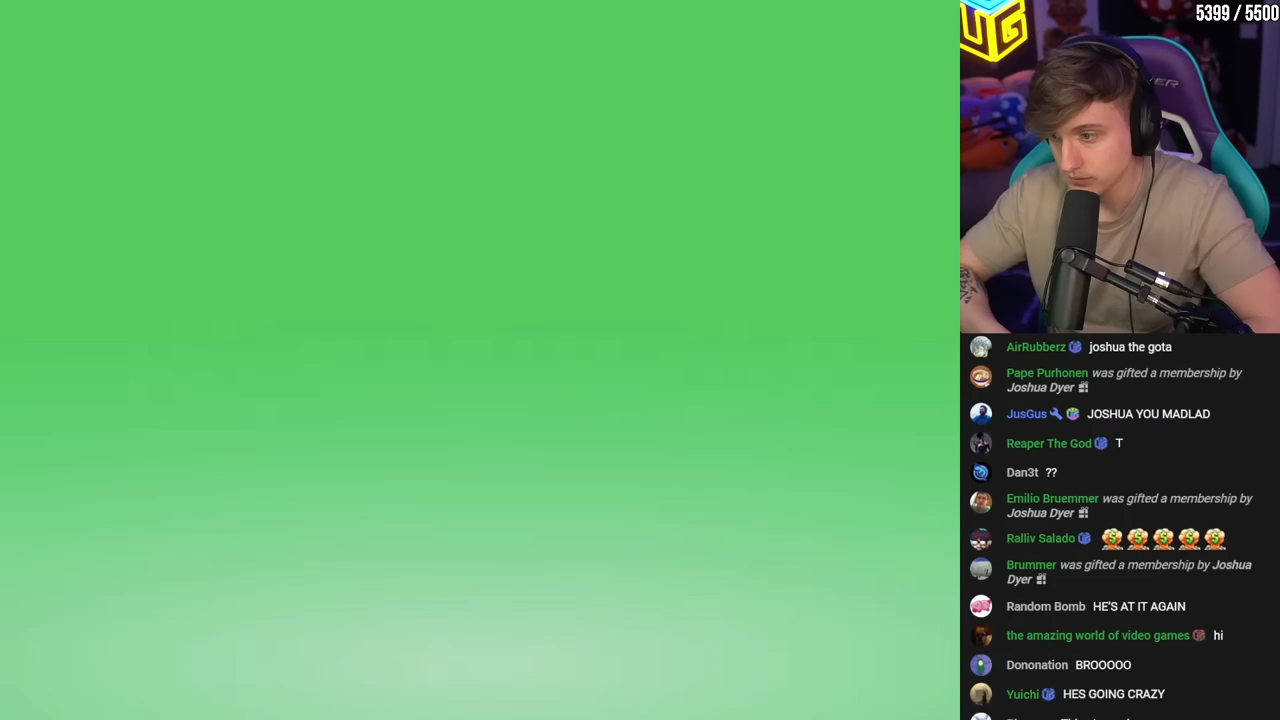 5399 / 5500
UG
AirRubberz joshua the gota
Pape Purhonen was gifted a membership by
Joshua Dyer
JusGus JOSHUA YOU MADLAD
Reaper The God T
Dan3t ??
Emilio Bruemmer was gifted a membership by
Joshua Dyer
Ralliv Salado
Brummer was gifted a membership by Joshua
Dyer
Random Bomb HE'S AT IT AGAIN
the amazing world of video games hi
Dononation BROOOOO
Yuichi HES GOING CRAZY